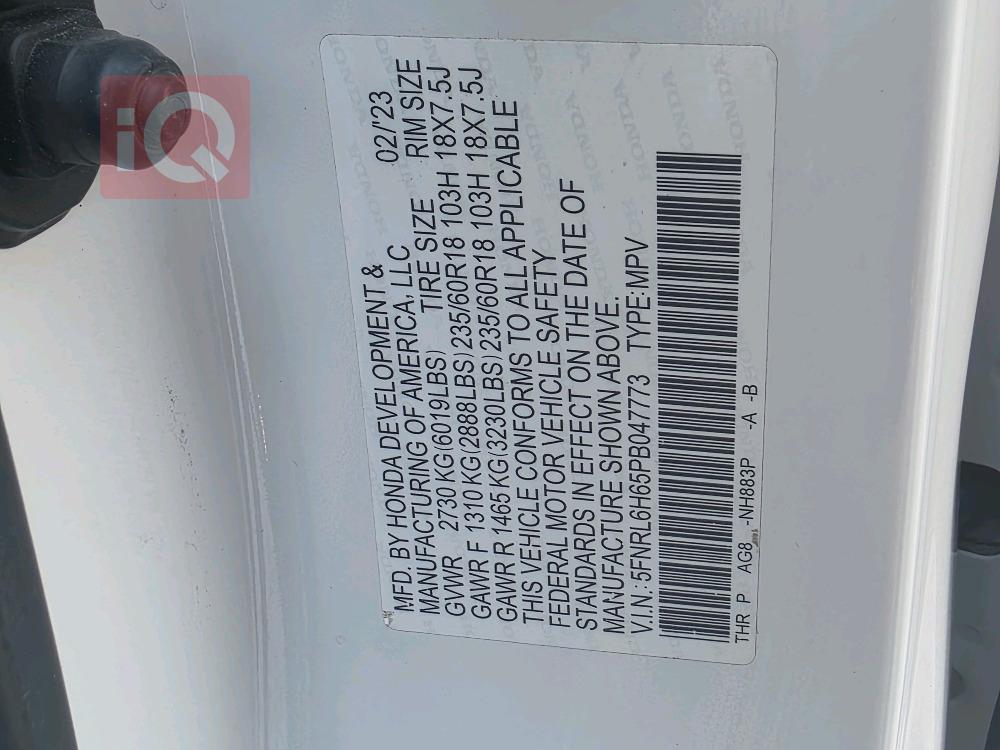 MFD. BY HONDA DEVELOPMENT &
MANUFACTURING OF AMERICA, LLC 02/'23
GVWR 2730 KG(6019LBS) TIRE SIZE RIM SIZE
GAWR F 1310 KG(2888LBS) 235/60R18 103H 18X7.5J
GAWR R 1465 KG(3230LBS) 235/60R18 103H 18X7.5J
THIS VEHICLE CONFORMS TO ALL APPLICABLE
FEDERAL MOTOR VEHICLE SAFETY
STANDARDS IN EFFECT ON THE DATE OF
MANUFACTURE SHOWN ABOVE.
V.I.N.: 5FNRL6H65PB047773 TYPE:MPV
THR P AG8 -NH883P -A -B
iQ